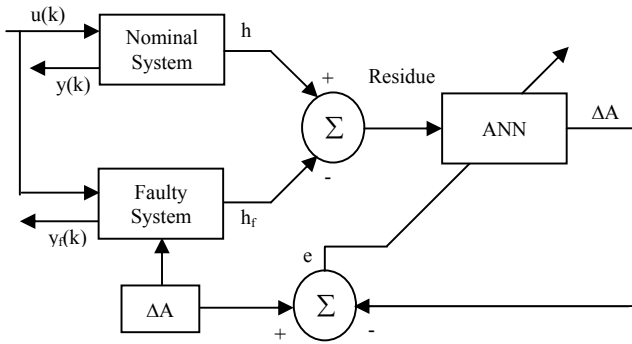 u(k)
Nominal
System
h
y(k)
+
Residue
Σ
-
ANN
ΔA
Faulty
System
h_f
y_f(k)
e
ΔA
Σ
+
-